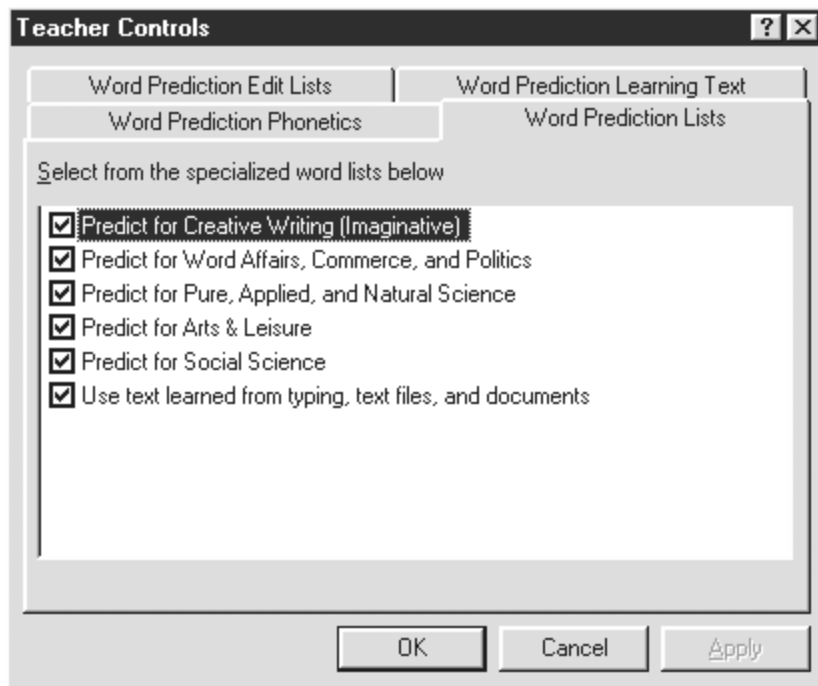 Teacher Controls
Word Prediction Edit Lists
Word Prediction Learning Text
Word Prediction Phonetics
Word Prediction Lists
Select from the specialized word lists below
Predict for Creative Writing (Imaginative)
Predict for Word Affairs, Commerce, and Politics
Predict for Pure, Applied, and Natural Science
Predict for Arts & Leisure
Predict for Social Science
Use text learned from typing, text files, and documents
OK
Cancel
Apply